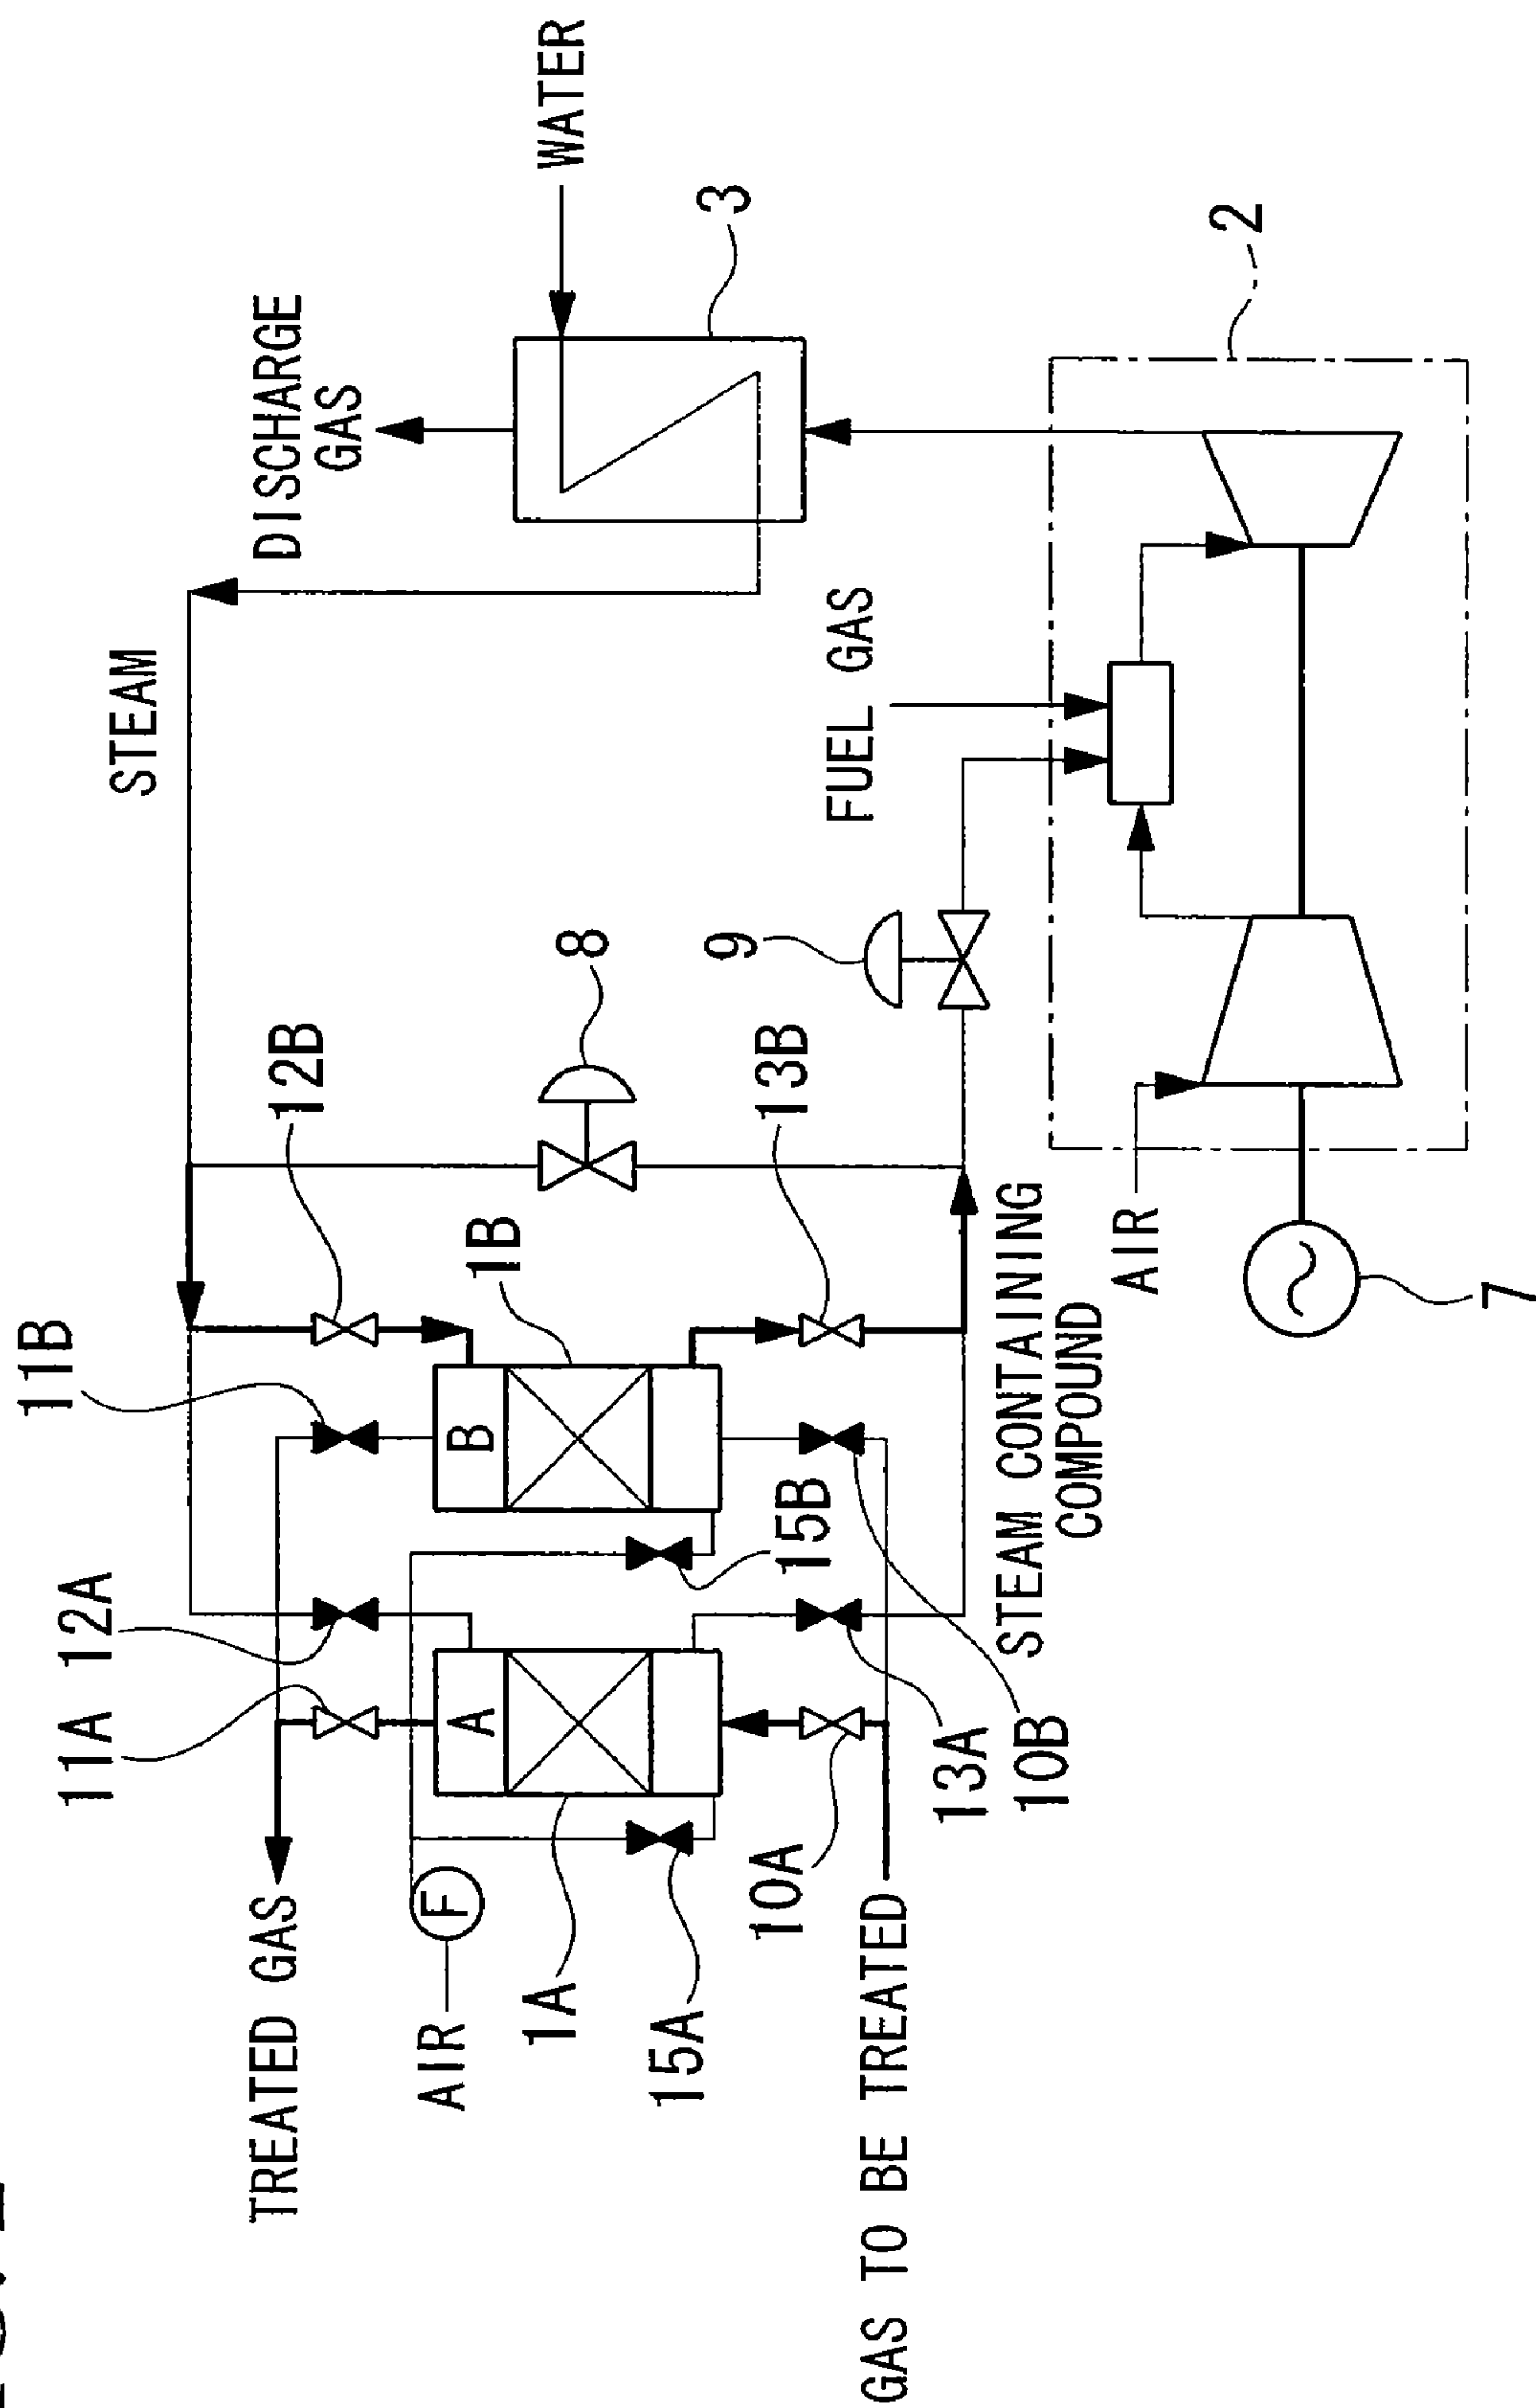 11B
11A 12A
12B
STEAM
DISCHARGE
GAS
WATER
TREATED GAS
AIR
F
A
B
1A
1B
8
3
15A
15B
10A
13B
9
FUEL GAS
GAS TO BE TREATED
13A
10B
STEAM CONTAINING
COMPOUND
AIR
2
7